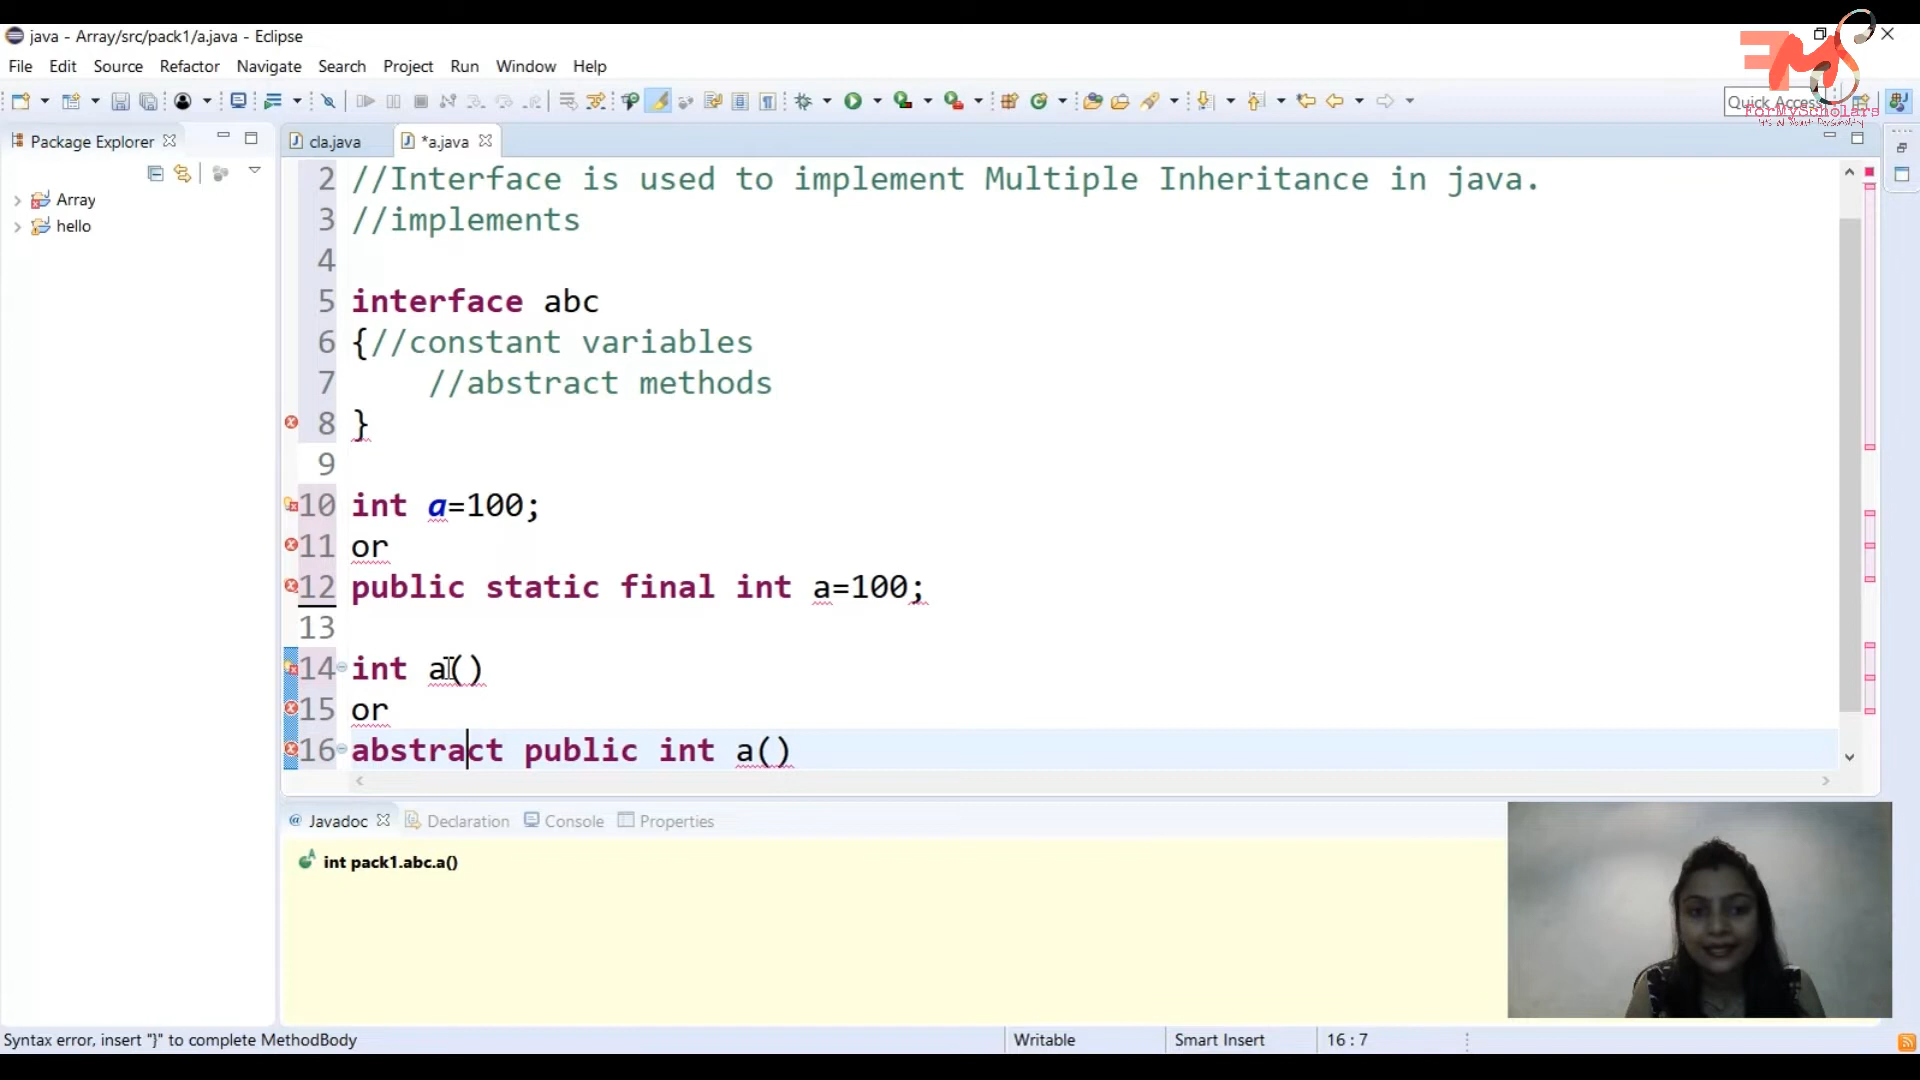 java - Array/src/pack1/a.java - Eclipse
File Edit Source Refactor Navigate Search Project Run Window Help
Quick Access
ForMyScholars
Package Explorer
cla.java
*a.java
Array
hello
2 //Interface is used to implement Multiple Inheritance in java.
3 //implements
4
5 interface abc
6 {//constant variables
7 //abstract methods
8 }
9
10 int a=100;
11 or
12 public static final int a=100;
13
14 int a()
15 or
16 abstract public int a()
@ Javadoc Declaration Console Properties
int pack1.abc.a()
Syntax error, insert "}" to complete MethodBody
Writable
Smart Insert
16 : 7